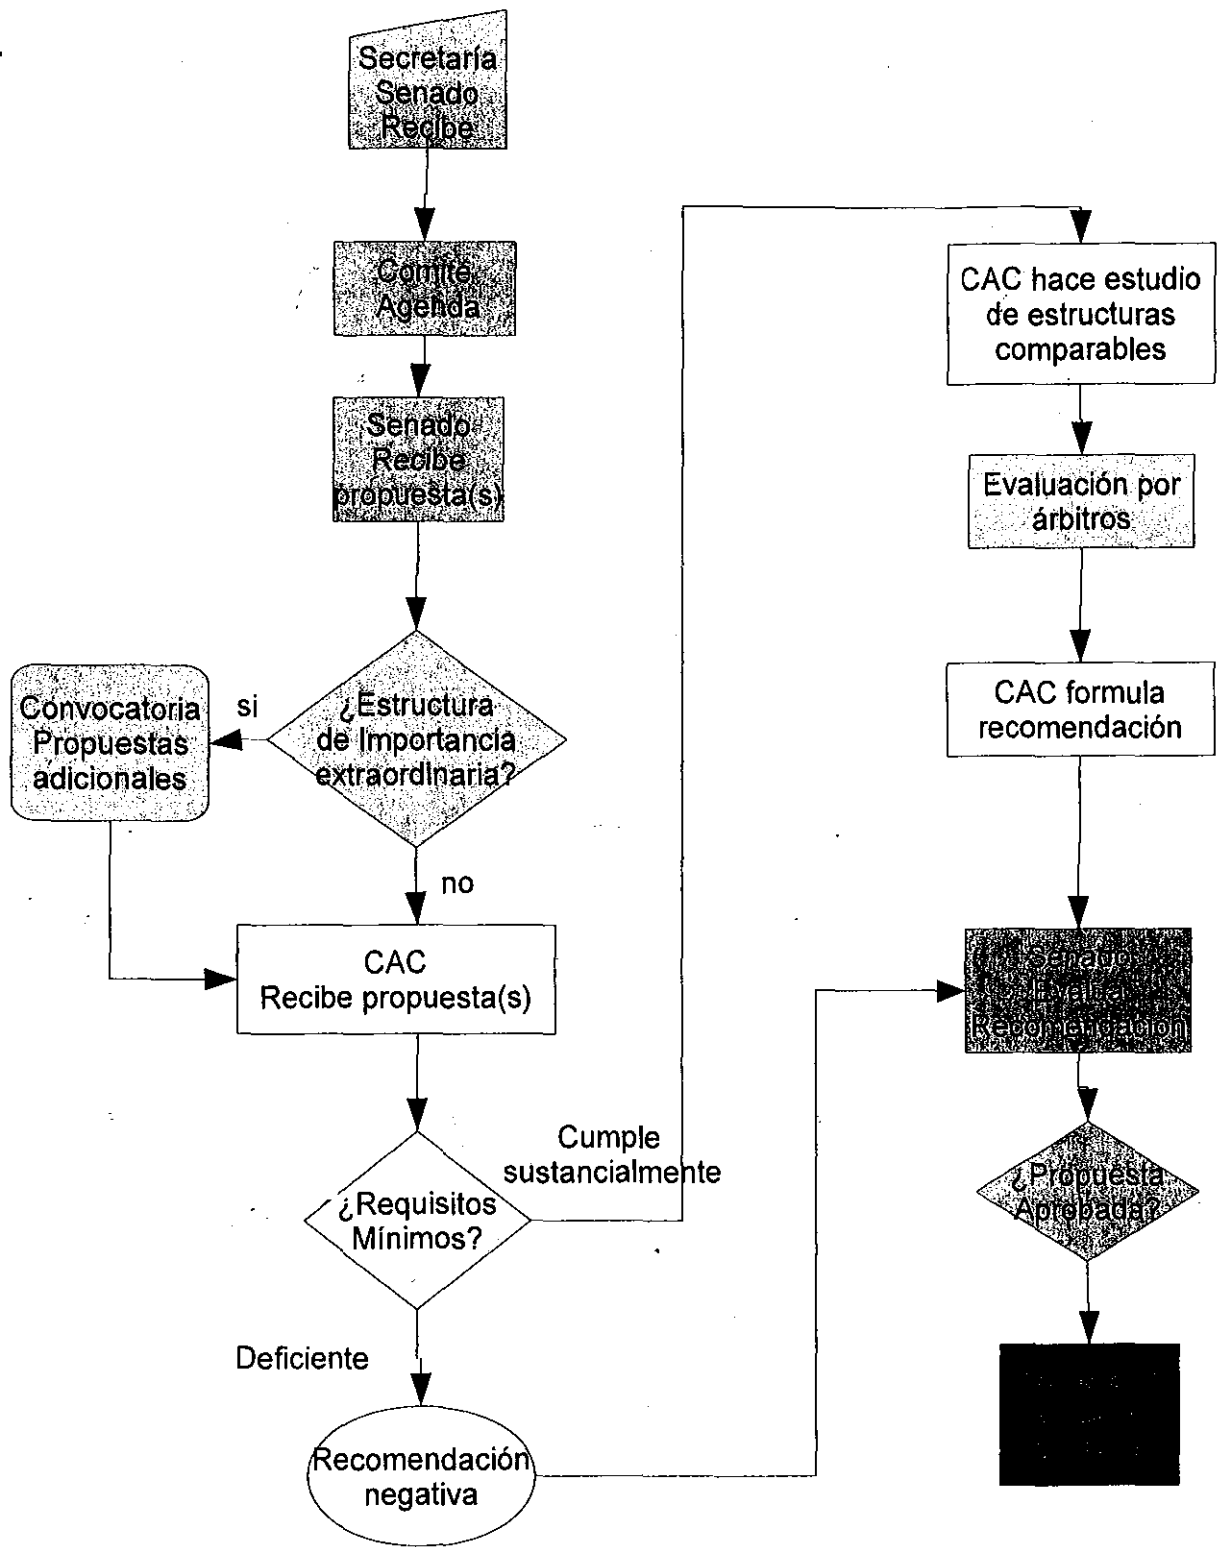 Secretaría
Senado
Recibe
Comité
Agenda
Senado
Recibe
propuesta(s)
¿Estructura
de Importancia
extraordinaria?
si
Convocatoria
Propuestas
adicionales
no
CAC
Recibe propuesta(s)
¿Requisitos
Mínimos?
Cumple
sustancialmente
Deficiente
Recomendación
negativa
CAC hace estudio
de estructuras
comparables
Evaluación por
árbitros
CAC formula
recomendación
Senado
Evalua
Recomendación
¿Propuesta
Aprobada?